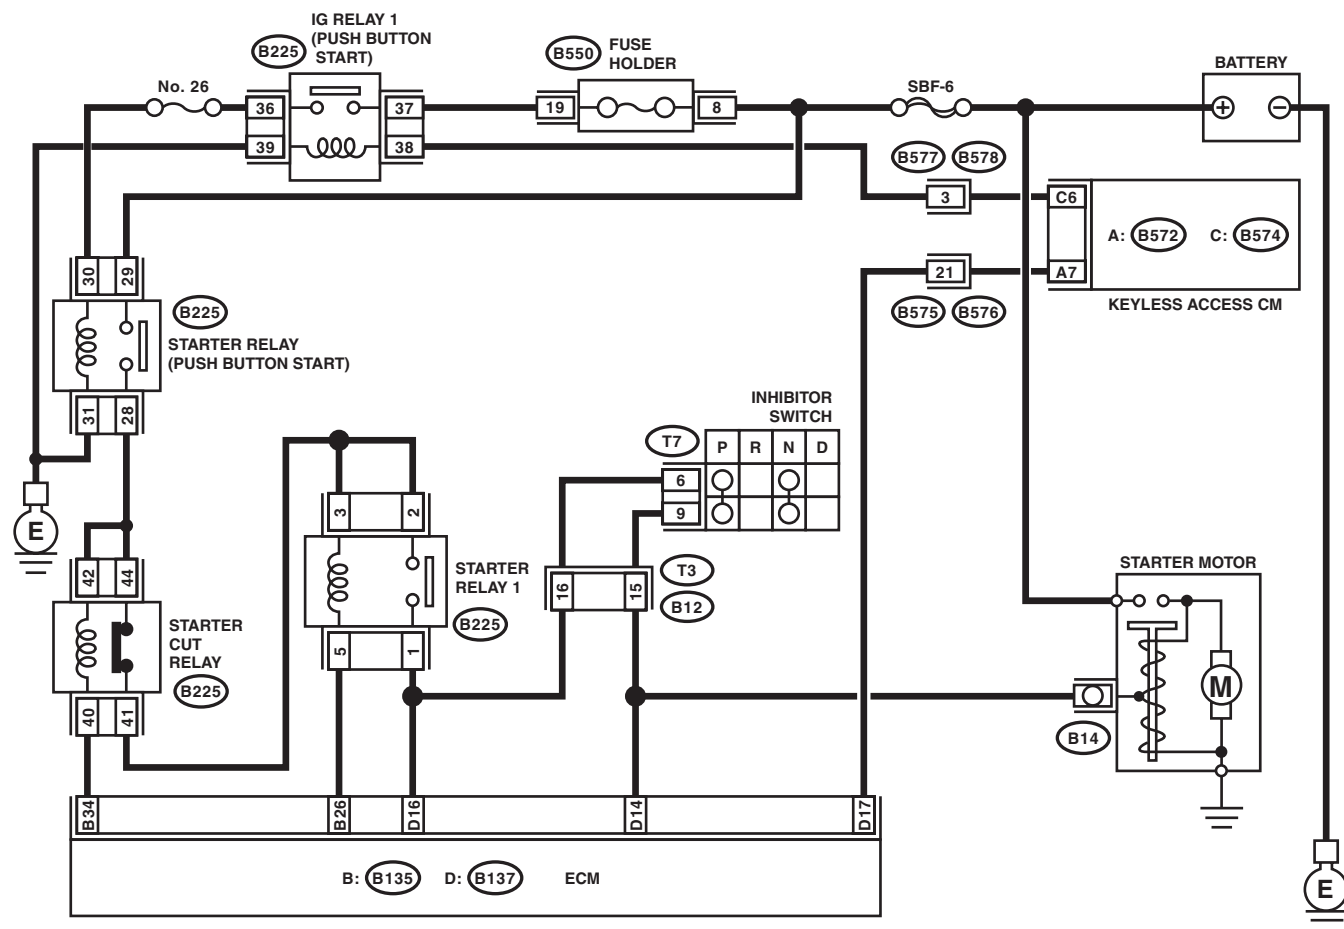 IG RELAY 1
(PUSH BUTTON
START)
B225
B550
FUSE
HOLDER
No. 26
SBF-6
BATTERY
36
37
19
8
+
−
39
38
B577
B578
3
C6
A: B572
C: B574
21
A7
B575
B576
KEYLESS ACCESS CM
30
29
B225
STARTER RELAY
(PUSH BUTTON START)
31
28
INHIBITOR
SWITCH
T7
P
R
N
D
6
9
E
42
44
3
2
STARTER
RELAY 1
B225
16
15
T3
B12
STARTER MOTOR
STARTER
CUT
RELAY
B225
5
1
40
41
M
B14
B34
B26
D16
D14
D17
B: B135
D: B137
ECM
E